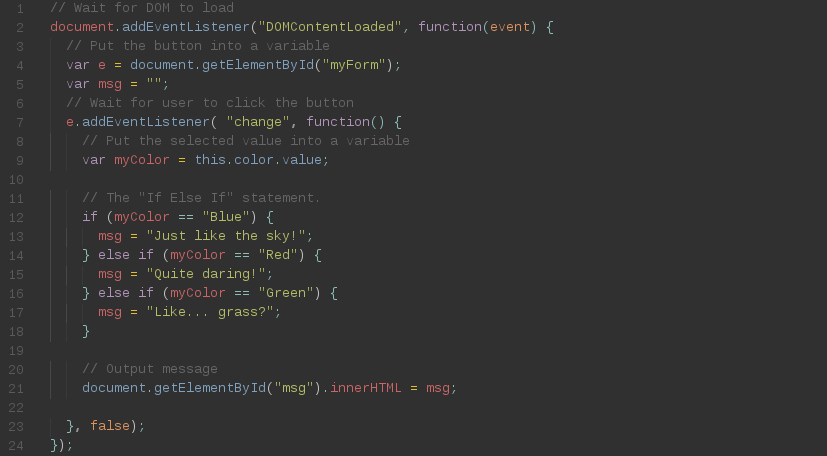 1 // Wait for DOM to load
2 document.addEventListener("DOMContentLoaded", function(event) {
3 // Put the button into a variable
4 var e = document.getElementById("myForm");
5 var msg = "";
6 // Wait for user to click the button
7 e.addEventListener( "change", function() {
8 // Put the selected value into a variable
9 var myColor = this.color.value;
10
11 // The "If Else If" statement.
12 if (myColor == "Blue") {
13 msg = "Just like the sky!";
14 } else if (myColor == "Red") {
15 msg = "Quite daring!";
16 } else if (myColor == "Green") {
17 msg = "Like... grass?";
18 }
19
20 // Output message
21 document.getElementById("msg").innerHTML = msg;
22
23 }, false);
24 });